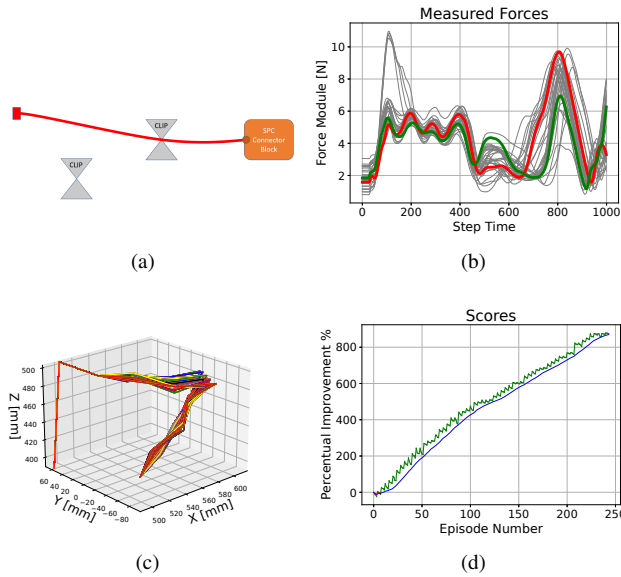 CLIP
CLIP
SPC
Connector
Block
(a)
Measured Forces
Force Module [N]
10
8
6
4
2
0 200 400 600 800 1000
Step Time
(b)
Z [mm]
500
480
460
440
420
400
60 40 20 0 −20 −40 −60 −80
Y [mm]
500 520 540 560 580 600
X [mm]
(c)
Scores
Percentual Improvement %
800
600
400
200
0
0 50 100 150 200 250
Episode Number
(d)